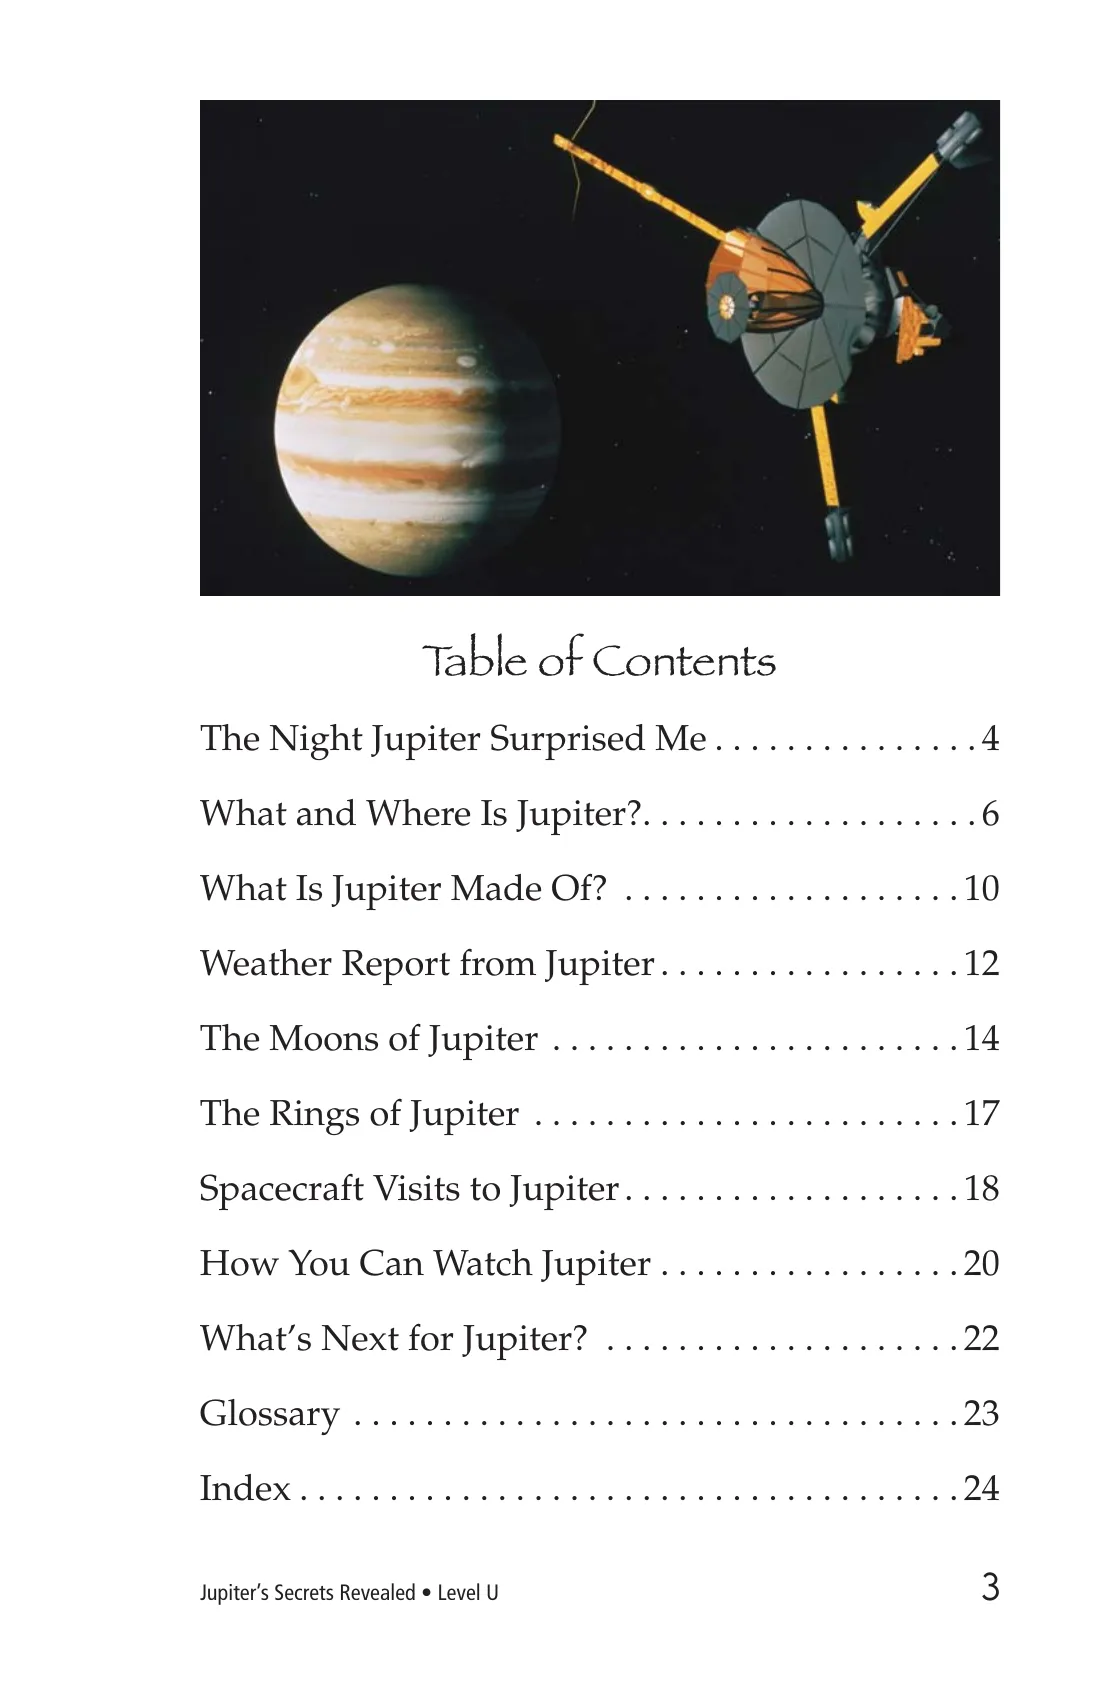 Table of Contents
The Night Jupiter Surprised Me . . . . . . . . . . . . . . . 4
What and Where Is Jupiter?. . . . . . . . . . . . . . . . . . . 6
What Is Jupiter Made Of? . . . . . . . . . . . . . . . . . . . 10
Weather Report from Jupiter . . . . . . . . . . . . . . . . . 12
The Moons of Jupiter . . . . . . . . . . . . . . . . . . . . . . . 14
The Rings of Jupiter . . . . . . . . . . . . . . . . . . . . . . . . 17
Spacecraft Visits to Jupiter . . . . . . . . . . . . . . . . . . . 18
How You Can Watch Jupiter . . . . . . . . . . . . . . . . . 20
What’s Next for Jupiter? . . . . . . . . . . . . . . . . . . . . 22
Glossary . . . . . . . . . . . . . . . . . . . . . . . . . . . . . . . . . . 23
Index . . . . . . . . . . . . . . . . . . . . . . . . . . . . . . . . . . . . . 24
Jupiter’s Secrets Revealed • Level U 3